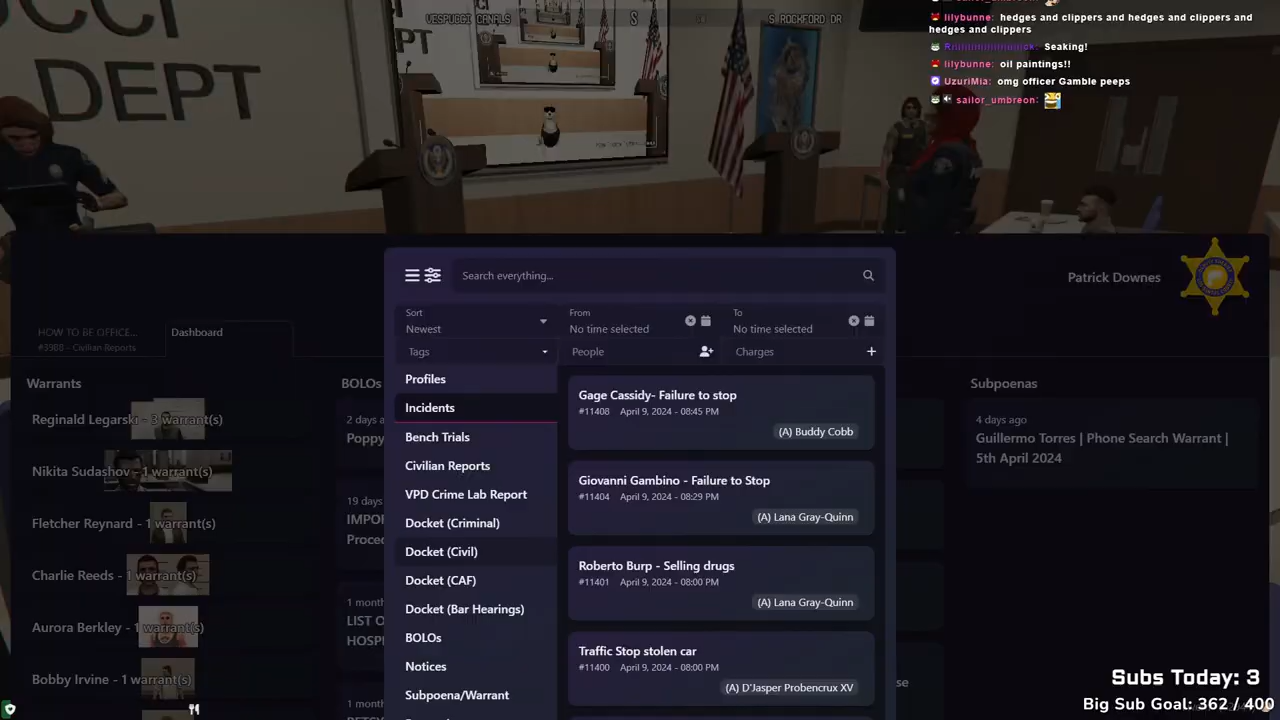 VESPUCCI CANALS
S
S ROCKFORD DR
CCI
DEPT
lilybunne: hedges and clippers and hedges and clippers and
hedges and clippers
Seaking!
lilybunne: oil paintings!!
UzuriMia: omg officer Gamble peeps
sailor_umbreon:
Search everything...
Patrick Downes
Sort
Newest
From
No time selected
To
No time selected
Tags
People
Charges
HOW TO BE OFFICE...
#3388 - Civilian Reports
Dashboard
Warrants
Reginald Legarski - 3 warrant(s)
Nikita Sudashov - 1 warrant(s)
Fletcher Reynard - 1 warrant(s)
Charlie Reeds - 1 warrant(s)
Aurora Berkley - 1 warrant(s)
Bobby Irvine - 1 warrant(s)
BOLOs
2 days a
Poppy
19 days
IMPO
Proce
1 month
LIST O
HOSP
1 month
Profiles
Incidents
Bench Trials
Civilian Reports
VPD Crime Lab Report
Docket (Criminal)
Docket (Civil)
Docket (CAF)
Docket (Bar Hearings)
BOLOs
Notices
Subpoena/Warrant
Gage Cassidy- Failure to stop
#11408 April 9, 2024 - 08:45 PM
(A) Buddy Cobb
Giovanni Gambino - Failure to Stop
#11404 April 9, 2024 - 08:29 PM
(A) Lana Gray-Quinn
Roberto Burp - Selling drugs
#11401 April 9, 2024 - 08:00 PM
(A) Lana Gray-Quinn
Traffic Stop stolen car
#11400 April 9, 2024 - 08:00 PM
(A) D'Jasper Probencrux XV
Subpoenas
4 days ago
Guillermo Torres | Phone Search Warrant |
5th April 2024
se
Subs Today: 3
Big Sub Goal: 362 / 400